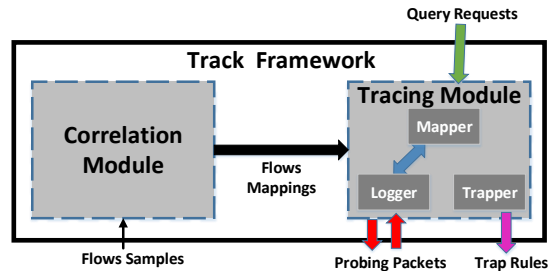 Query Requests
Track Framework
Correlation
Module
Tracing Module
Mapper
Logger
Trapper
Flows
Mappings
Flows Samples
Probing Packets
Trap Rules